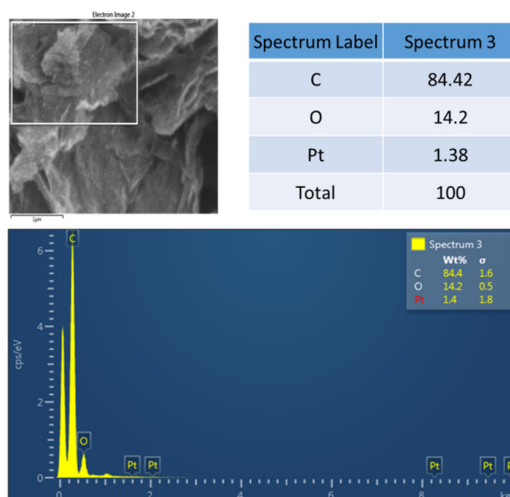 Electron Image 2
1µm
Spectrum Label Spectrum 3
C 84.42
O 14.2
Pt 1.38
Total 100
Spectrum 3
Wt% σ
C 84.4 1.6
O 14.2 0.5
Pt 1.4 1.8
cps/eV
6
4
2
0
C
O
Pt
Pt
Pt
Pt
0
2
4
6
8